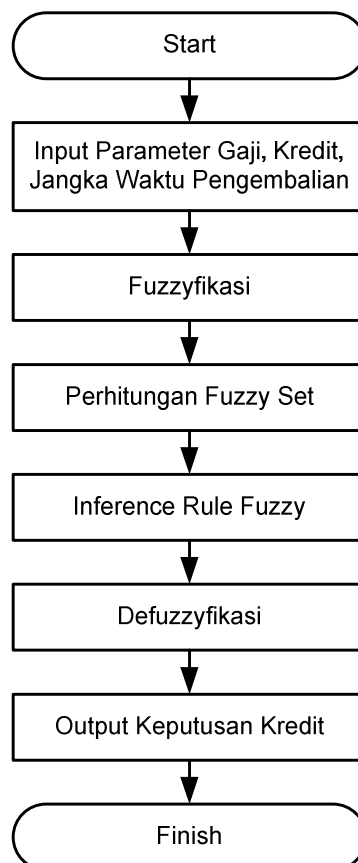 Start
Input Parameter Gaji, Kredit,
Jangka Waktu Pengembalian
Fuzzyfikasi
Perhitungan Fuzzy Set
Inference Rule Fuzzy
Defuzzyfikasi
Output Keputusan Kredit
Finish